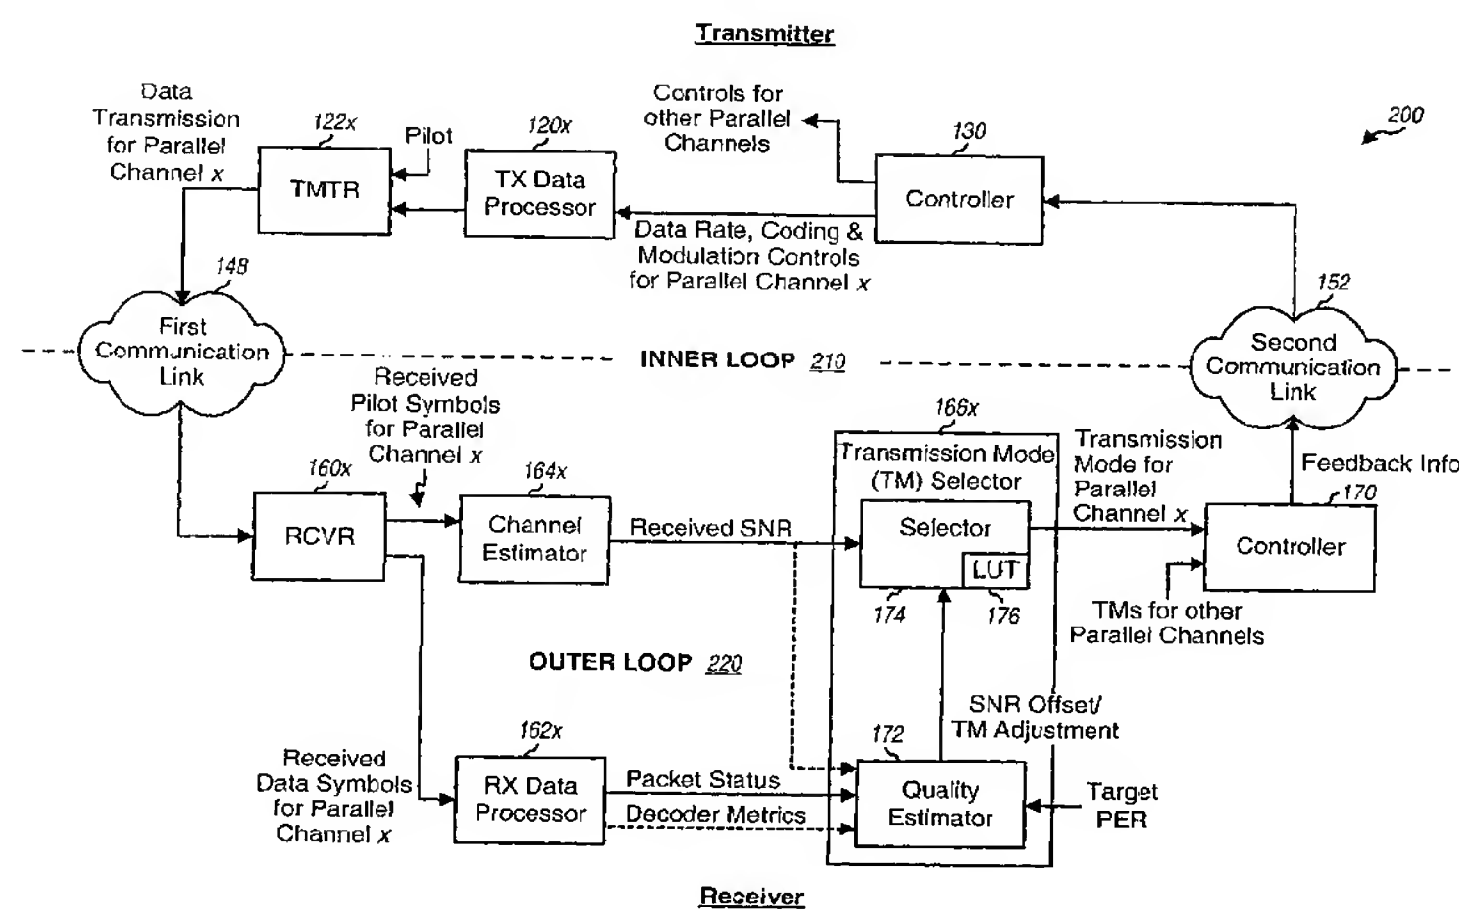 Transmitter
200
Data
Transmission
for Parallel
Channel x
122x
TMTR
Pilot
120x
TX Data
Processor
Controls for
other Parallel
Channels
130
Controller
Data Rate, Coding &
Modulation Controls
for Parallel Channel x
148
First
Communication
Link
INNER LOOP 210
152
Second
Communication
Link
Received
Pilot Symbols
for Parallel
Channel x
160x
RCVR
164x
Channel
Estimator
Received SNR
166x
Transmission Mode
(TM) Selector
Selector
LUT
174
176
Transmission
Mode for
Parallel
Channel x
Feedback Info
170
Controller
TMs for other
Parallel Channels
OUTER LOOP 220
SNR Offset/
TM Adjustment
Received
Data Symbols
for Parallel
Channel x
162x
RX Data
Processor
Packet Status
Decoder Metrics
172
Quality
Estimator
Target
PER
Receiver